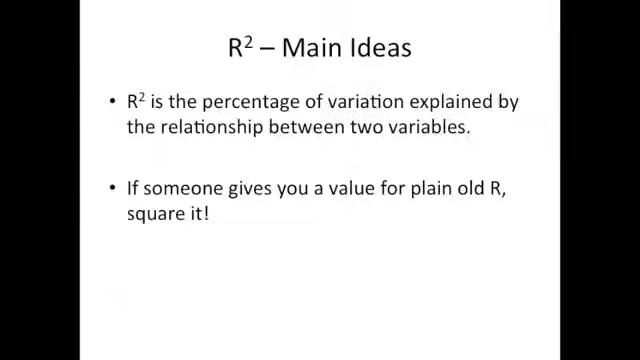 R² – Main Ideas
• R² is the percentage of variation explained by
the relationship between two variables.
• If someone gives you a value for plain old R,
square it!